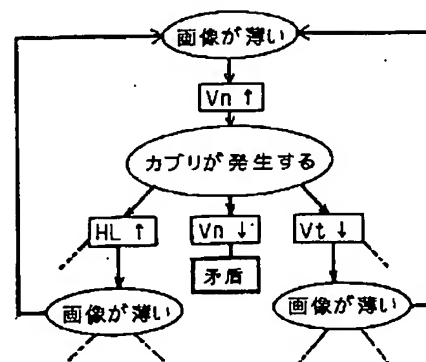 画像が薄い
Vn ↑
カブリが発生する
HL ↑
Vn ↓
Vt ↓
矛盾
画像が薄い
画像が薄い